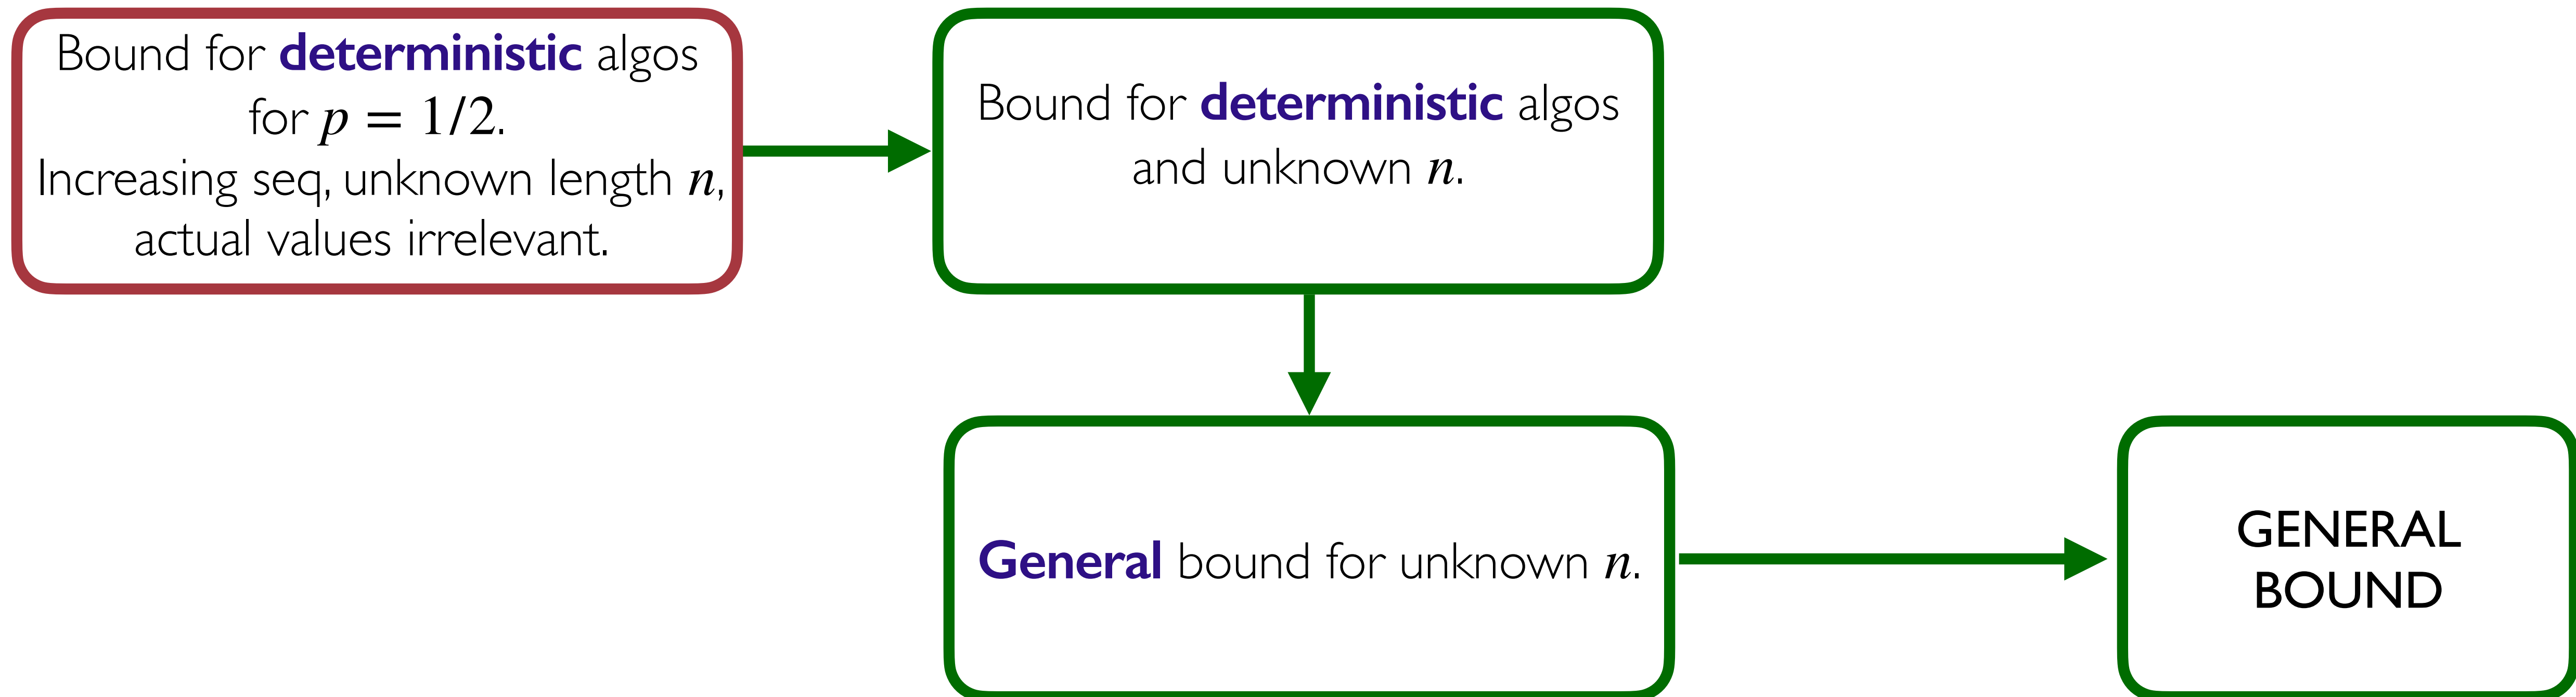 Bound for deterministic algos
for p = 1/2.
Increasing seq, unknown length n,
actual values irrelevant.
Bound for deterministic algos
and unknown n.
General bound for unknown n.
GENERAL
BOUND